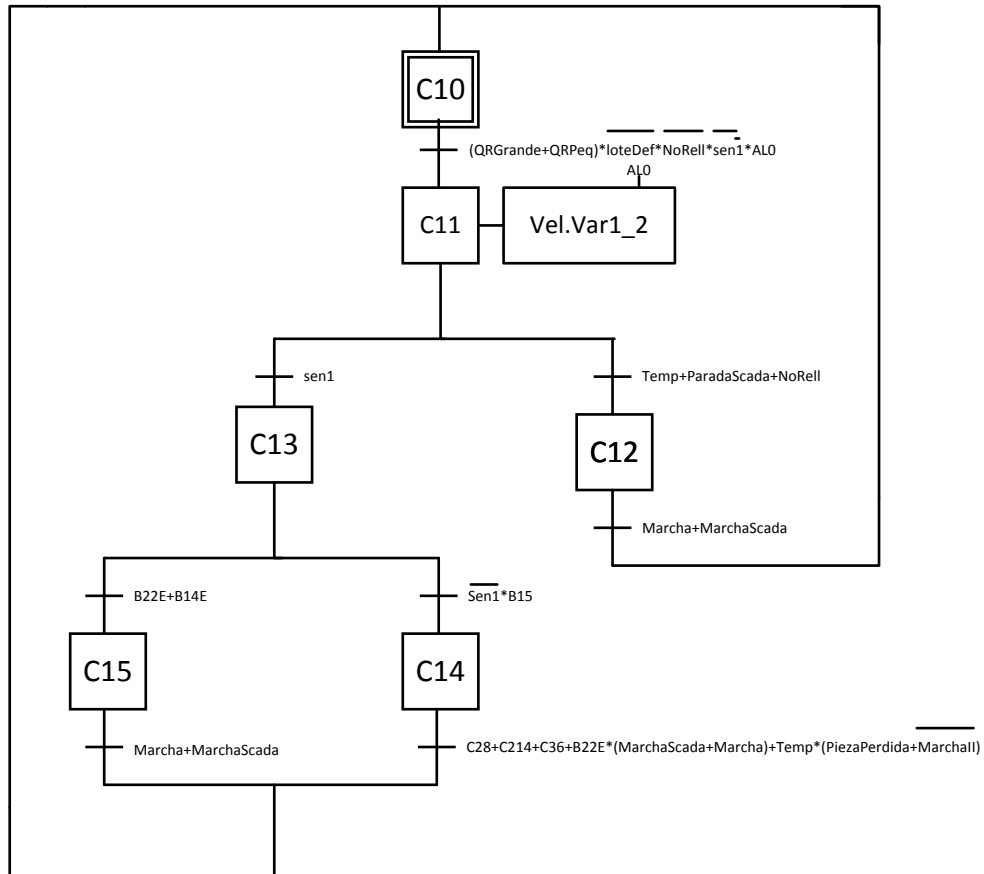 C10
(QRGrande+QRPeq)*loteDef*NoRell*sen1*AL0
AL0
C11
Vel.Var1_2
sen1
Temp+ParadaScada+NoRell
C13
C12
Marcha+MarchaScada
B22E+B14E
Sen1*B15
C15
C14
Marcha+MarchaScada
C28+C214+C36+B22E*(MarchaScada+Marcha)+Temp*(PiezaPerdida+MarchaII)